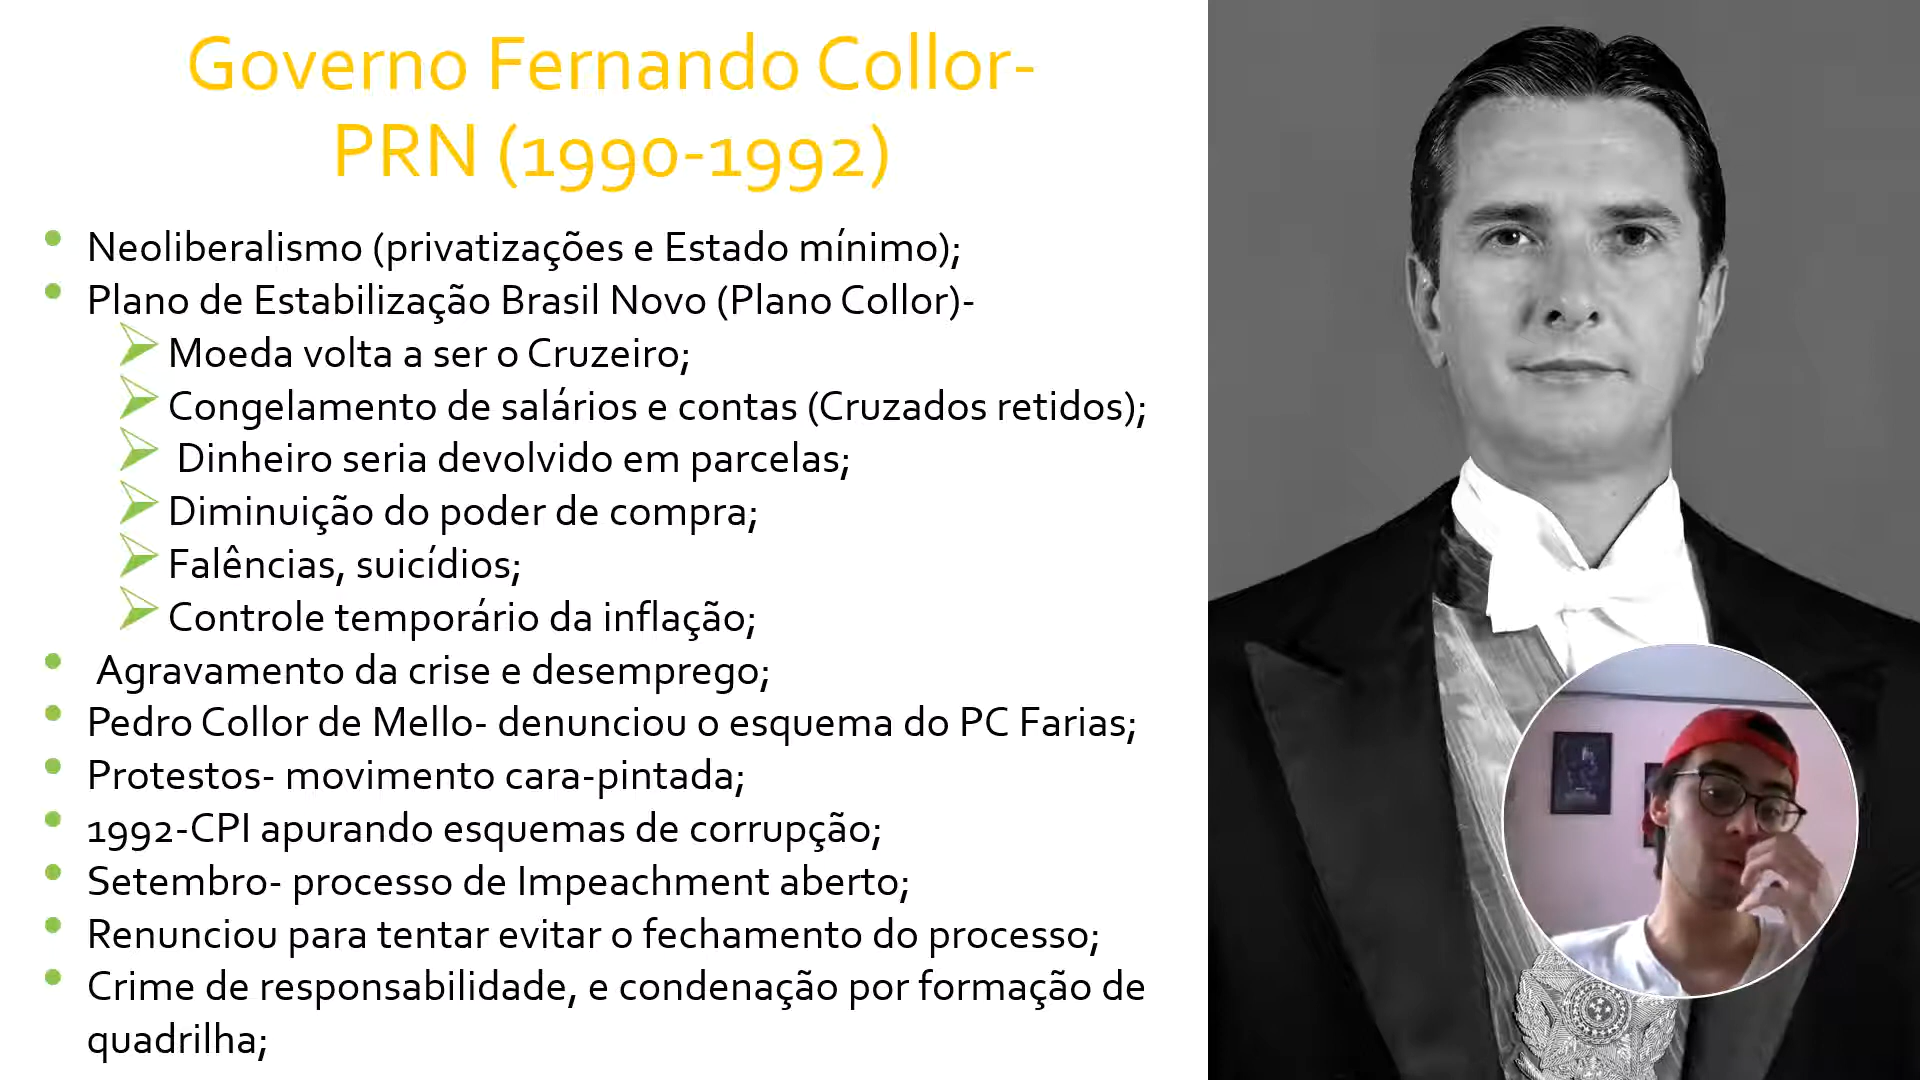 Governo Fernando Collor-
PRN (1990-1992)
Neoliberalismo (privatizações e Estado mínimo);
Plano de Estabilização Brasil Novo (Plano Collor)-
Moeda volta a ser o Cruzeiro;
Congelamento de salários e contas (Cruzados retidos);
Dinheiro seria devolvido em parcelas;
Diminuição do poder de compra;
Falências, suicídios;
Controle temporário da inflação;
Agravamento da crise e desemprego;
Pedro Collor de Mello- denunciou o esquema do PC Farias;
Protestos- movimento cara-pintada;
1992-CPI apurando esquemas de corrupção;
Setembro- processo de Impeachment aberto;
Renunciou para tentar evitar o fechamento do processo;
Crime de responsabilidade, e condenação por formação de
quadrilha;